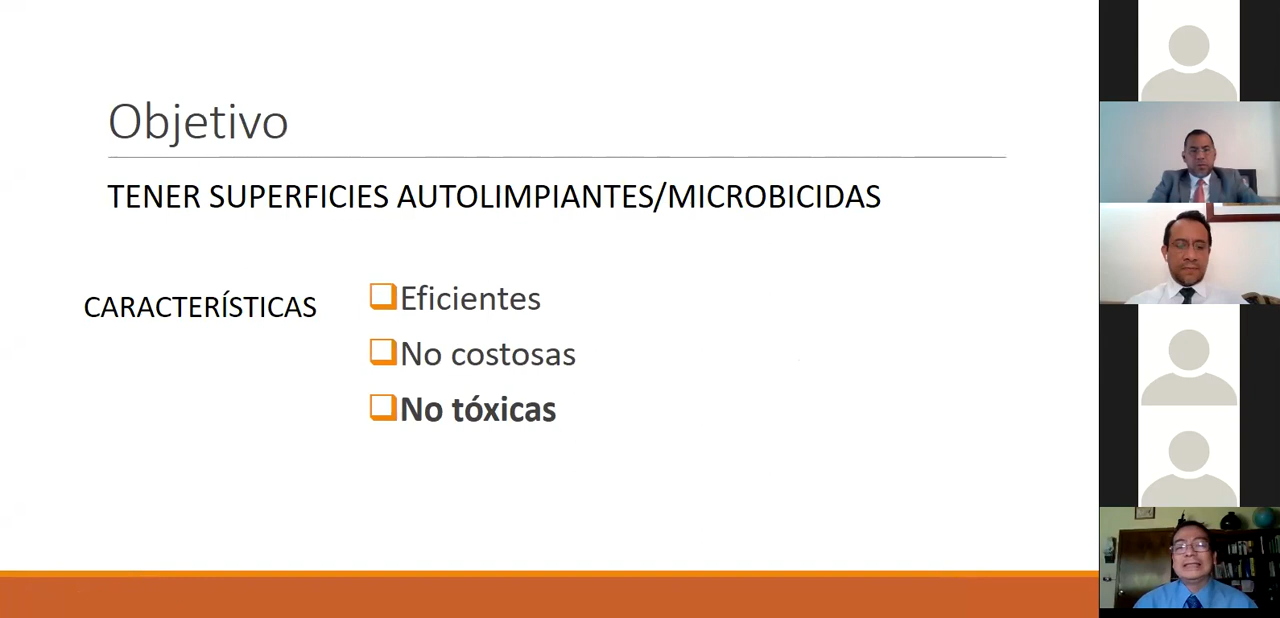 Objetivo
TENER SUPERFICIES AUTOLIMPIANTES/MICROBICIDAS
CARACTERÍSTICAS
Eficientes
No costosas
No tóxicas